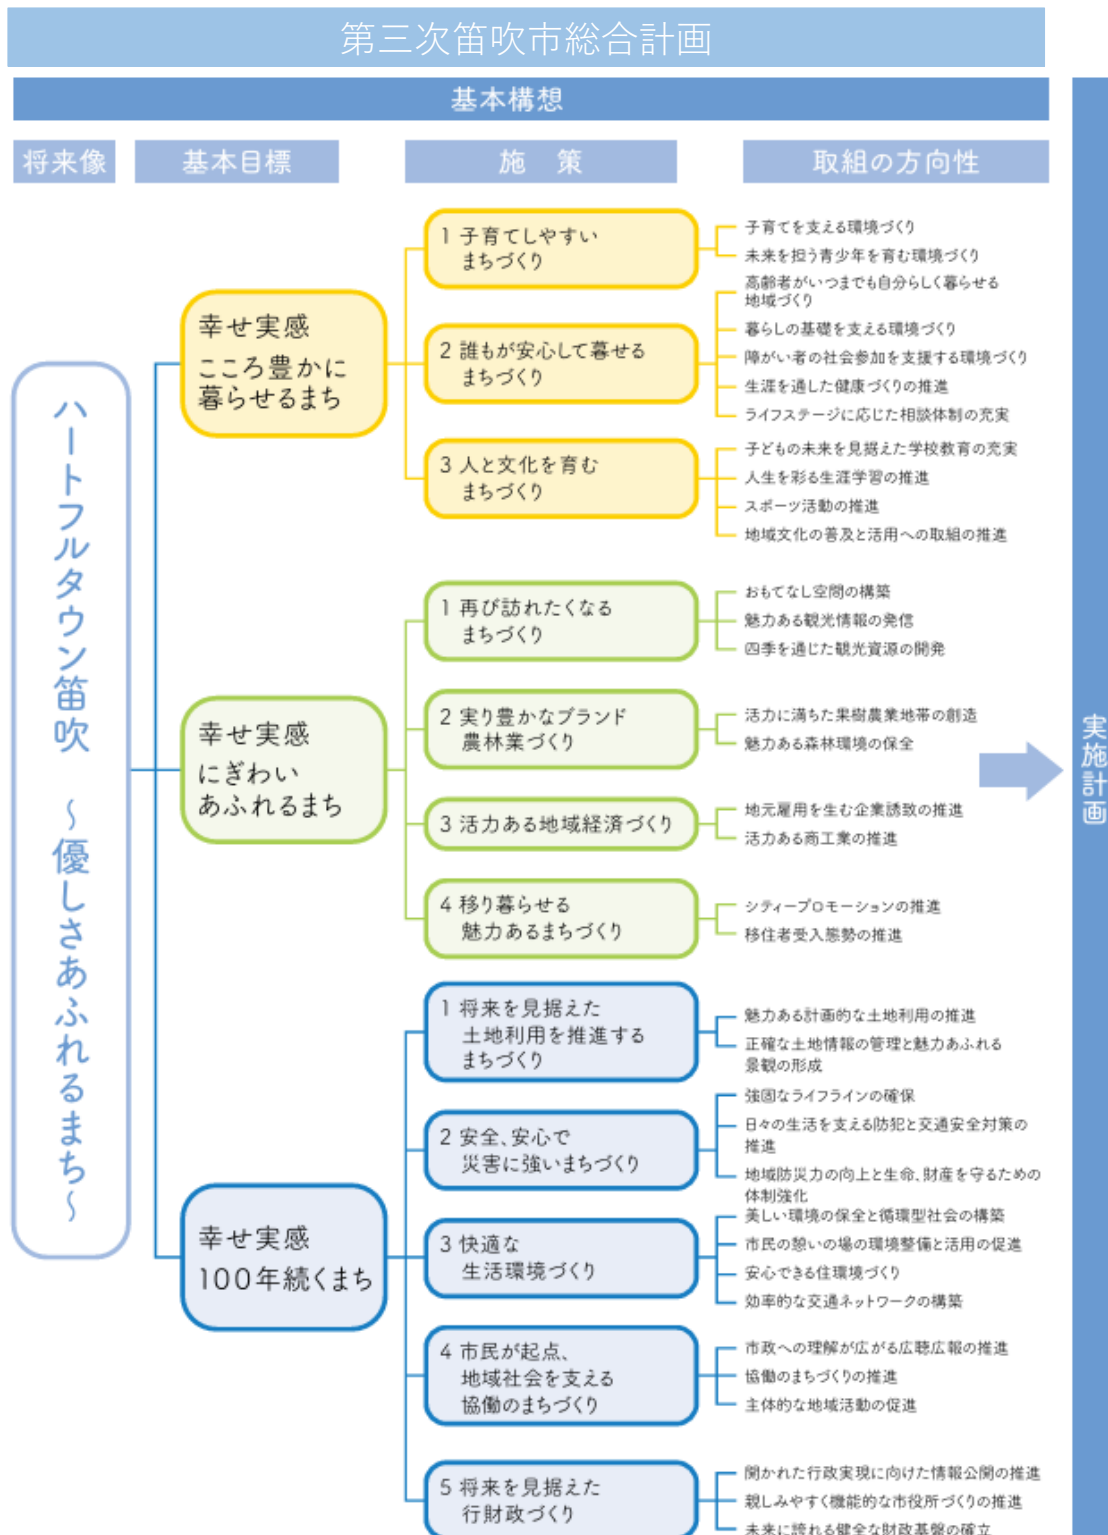 第三次笛吹市総合計画
基本構想
将来像
基本目標
施 策
取組の方向性
ハートフルタウン笛吹 ～優しさあふれるまち～
幸せ実感
こころ豊かに
暮らせるまち
1 子育てしやすい
まちづくり
子育てを支える環境づくり
未来を担う青少年を育む環境づくり
2 誰もが安心して暮せる
まちづくり
高齢者がいつまでも自分らしく暮らせる
地域づくり
暮らしの基礎を支える環境づくり
障がい者の社会参加を支援する環境づくり
生涯を通した健康づくりの推進
ライフステージに応じた相談体制の充実
3 人と文化を育む
まちづくり
子どもの未来を見据えた学校教育の充実
人生を彩る生涯学習の推進
スポーツ活動の推進
地域文化の普及と活用への取組の推進
幸せ実感
にぎわい
あふれるまち
1 再び訪れたくなる
まちづくり
おもてなし空間の構築
魅力ある観光情報の発信
四季を通じた観光資源の開発
2 実り豊かなブランド
農林業づくり
活力に満ちた果樹農業地帯の創造
魅力ある森林環境の保全
3 活力ある地域経済づくり
地元雇用を生む企業誘致の推進
活力ある商工業の推進
4 移り暮らせる
魅力あるまちづくり
シティープロモーションの推進
移住者受入態勢の推進
幸せ実感
100年続くまち
1 将来を見据えた
土地利用を推進する
まちづくり
魅力ある計画的な土地利用の推進
正確な土地情報の管理と魅力あふれる
景観の形成
2 安全、安心で
災害に強いまちづくり
強固なライフラインの確保
日々の生活を支える防犯と交通安全対策の
推進
地域防災力の向上と生命、財産を守るための
体制強化
3 快適な
生活環境づくり
美しい環境の保全と循環型社会の構築
市民の憩いの場の環境整備と活用の促進
安心できる住環境づくり
効率的な交通ネットワークの構築
4 市民が起点、
地域社会を支える
協働のまちづくり
市政への理解が広がる広聴広報の推進
協働のまちづくりの推進
主体的な地域活動の促進
5 将来を見据えた
行財政づくり
開かれた行政実現に向けた情報公開の推進
親しみやすく機能的な市役所づくりの推進
未来に誇れる健全な財政基盤の確立
実施計画